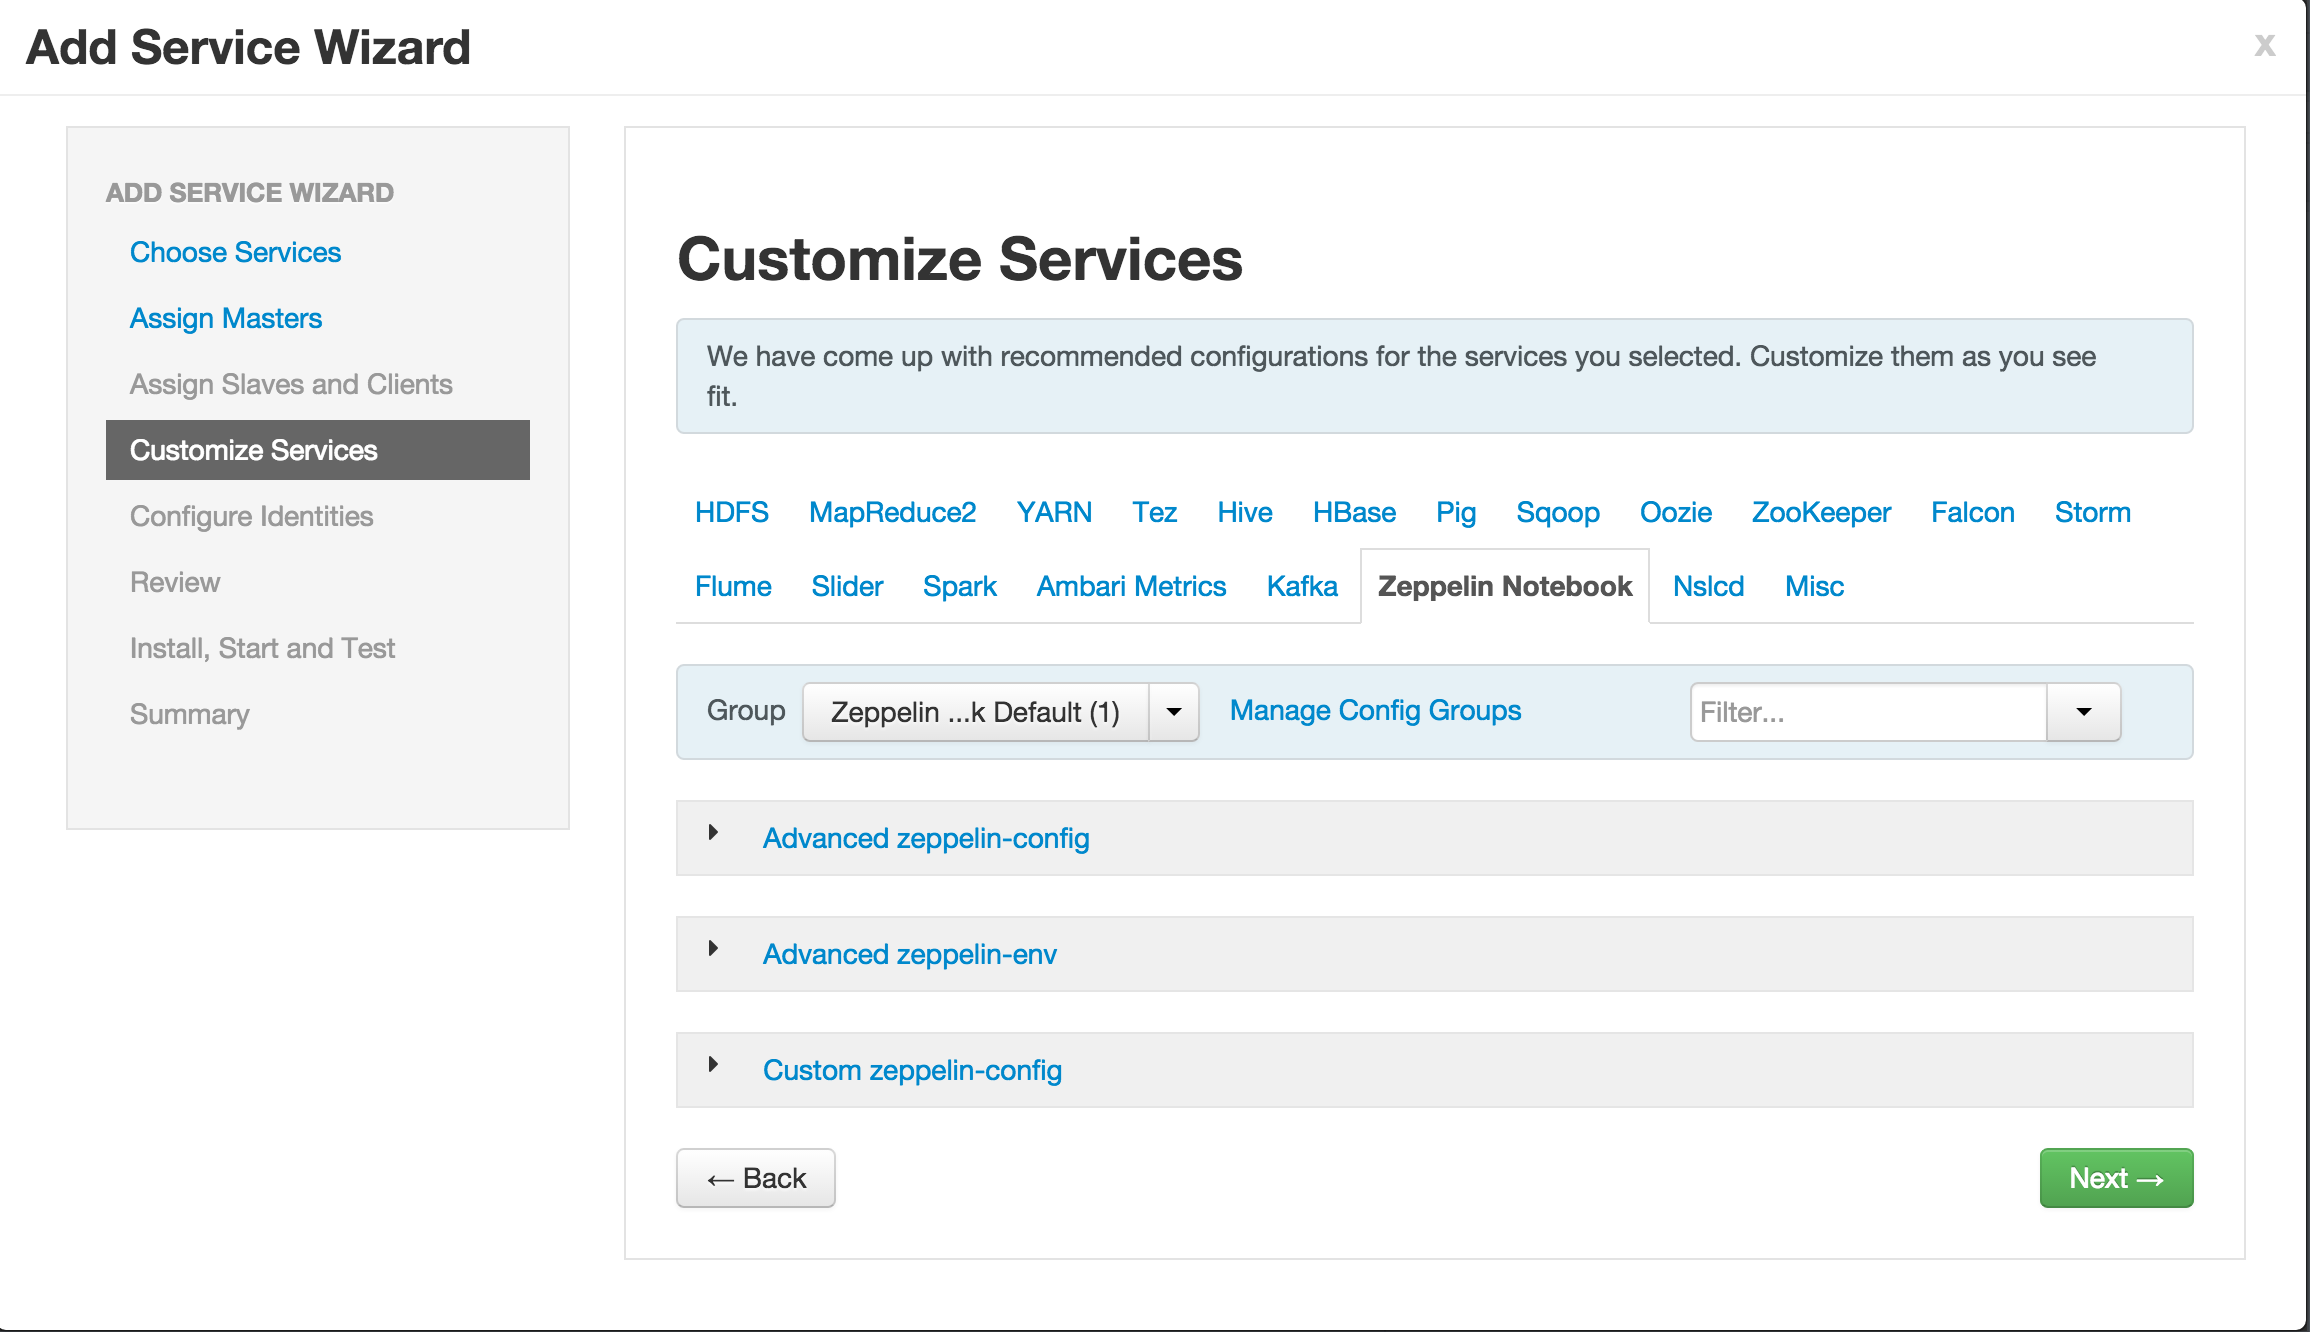 Add Service Wizard
x
ADD SERVICE WIZARD
Choose Services
Assign Masters
Assign Slaves and Clients
Customize Services
Configure Identities
Review
Install, Start and Test
Summary
Customize Services
We have come up with recommended configurations for the services you selected. Customize them as you see
fit.
HDFS MapReduce2 YARN Tez Hive HBase Pig Sqoop Oozie ZooKeeper Falcon Storm
Flume Slider Spark Ambari Metrics Kafka Zeppelin Notebook Nslcd Misc
Group Zeppelin ...k Default (1) Manage Config Groups Filter...
Advanced zeppelin-config
Advanced zeppelin-env
Custom zeppelin-config
← Back Next →